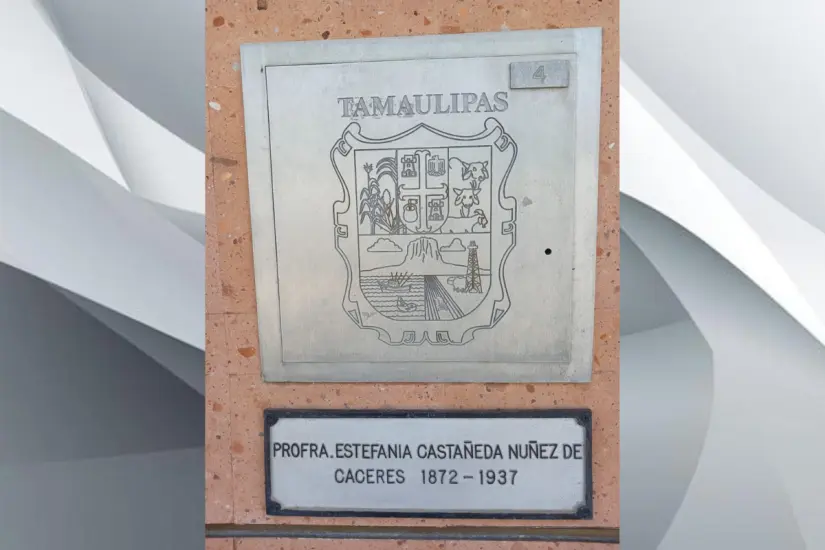 4
TAMAULIPAS
PROFRA. ESTEFANIA CASTAÑEDA NUÑEZ DE
CACERES 1872-1937